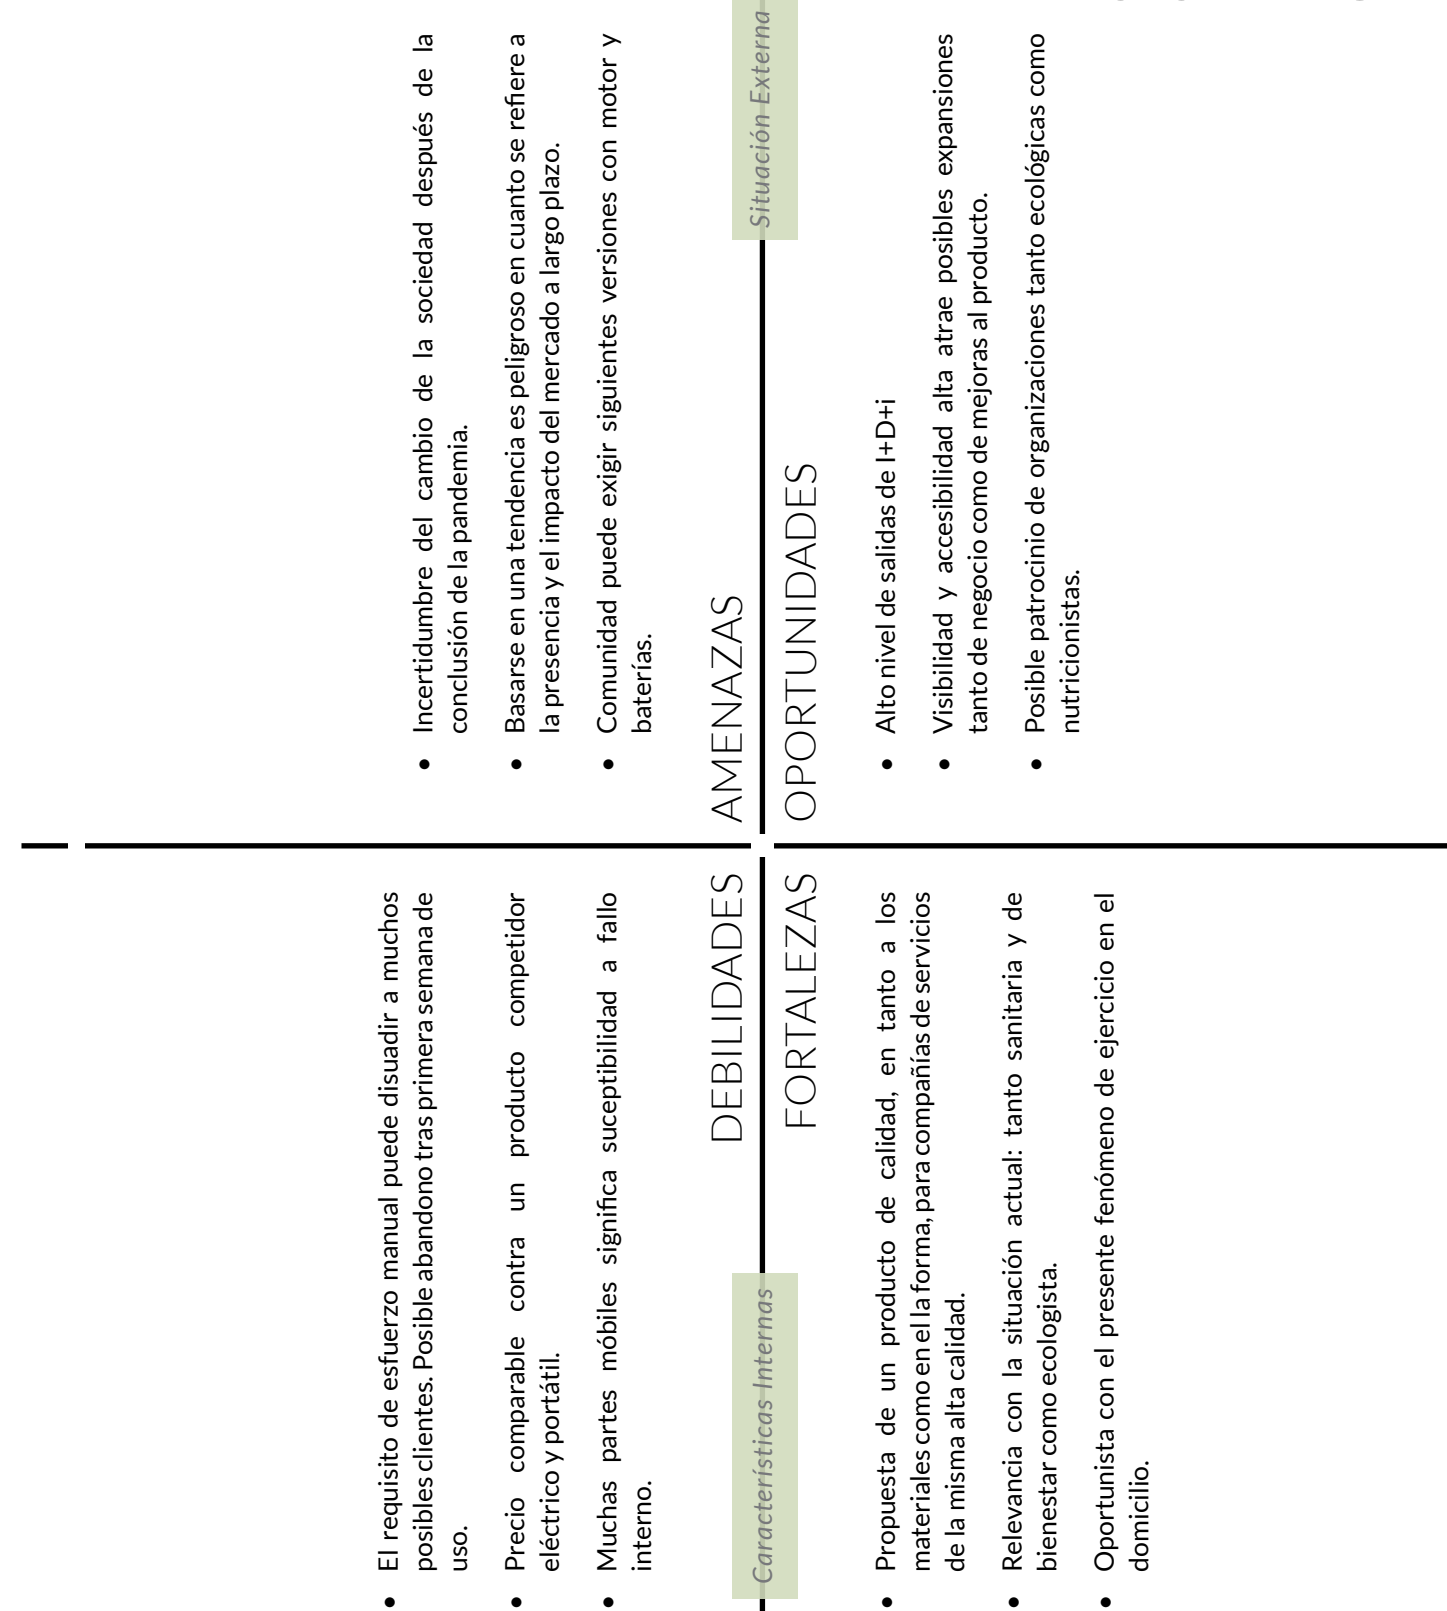 El requisito de esfuerzo manual puede disuadir a muchos
posibles clientes. Posible abandono tras primera semana de
uso.
Precio comparable contra un producto competidor
eléctrico y portátil.
Muchas partes móbiles significa suceptibilidad a fallo
interno.
DEBILIDADES
Incertidumbre del cambio de la sociedad después de la
conclusión de la pandemia.
Basarse en una tendencia es peligroso en cuanto se refiere a
la presencia y el impacto del mercado a largo plazo.
Comunidad puede exigir siguientes versiones con motor y
baterías.
AMENAZAS
Características Internas
Situación Externa
FORTALEZAS
Propuesta de un producto de calidad, en tanto a los
materiales como en el la forma, para compañías de servicios
de la misma alta calidad.
Relevancia con la situación actual: tanto sanitaria y de
bienestar como ecologista.
Oportunista con el presente fenómeno de ejercicio en el
domicilio.
OPORTUNIDADES
Alto nivel de salidas de I+D+i
Visibilidad y accesibilidad alta atrae posibles expansiones
tanto de negocio como de mejoras al producto.
Posible patrocinio de organizaciones tanto ecológicas como
nutricionistas.